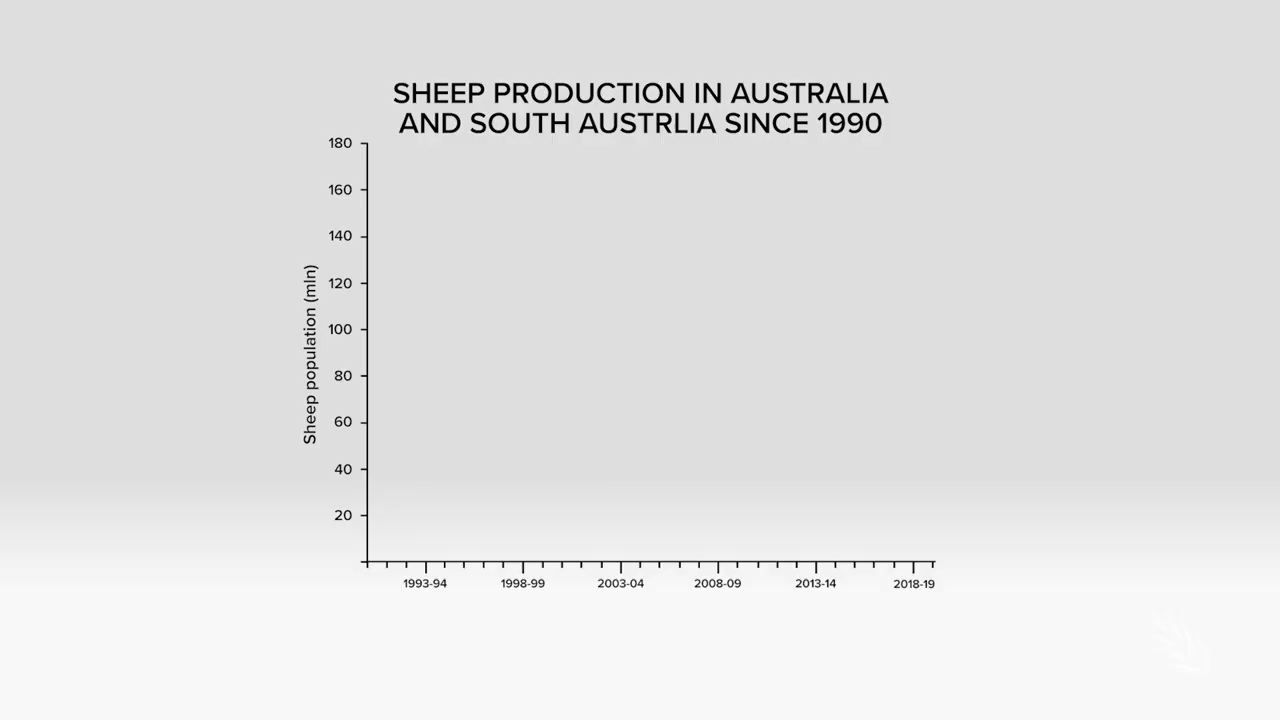 SHEEP PRODUCTION IN AUSTRALIA
AND SOUTH AUSTRLIA SINCE 1990
180
160
140
120
100
80
60
40
20
Sheep population (mln)
1993-94 1998-99 2003-04 2008-09 2013-14 2018-19